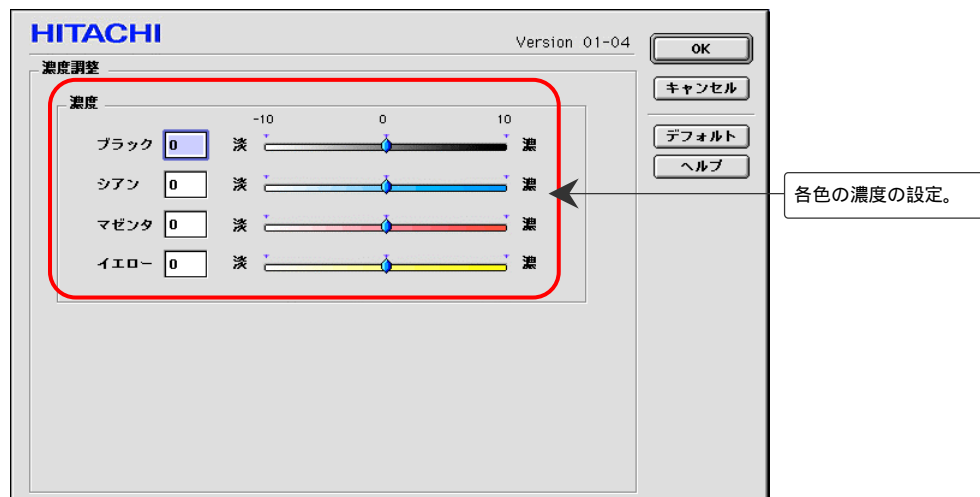 HITACHI
Version 01-04
OK
濃度調整
キャンセル
濃度
-10 0 10
デフォルト
ブラック 0 淡 濃
ヘルプ
シアン 0 淡 濃
各色の濃度の設定。
マゼンタ 0 淡 濃
イエロー 0 淡 濃